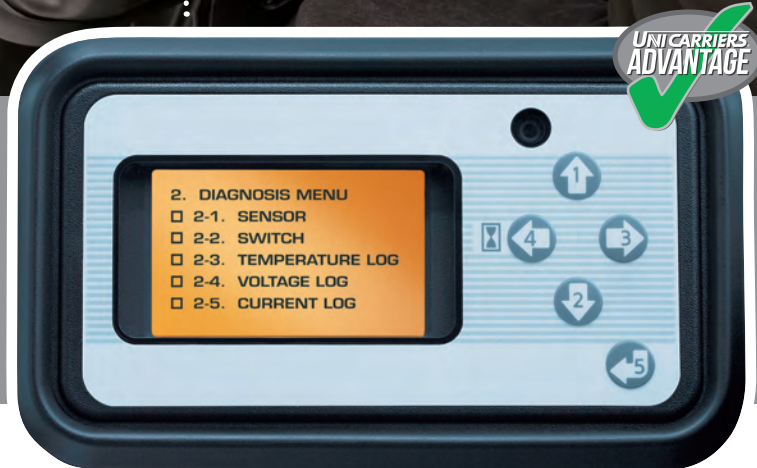 UNICARRIERS
ADVANTAGE
2. DIAGNOSIS MENU
2-1. SENSOR
2-2. SWITCH
2-3. TEMPERATURE LOG
2-4. VOLTAGE LOG
2-5. CURRENT LOG
1
4
3
2
5